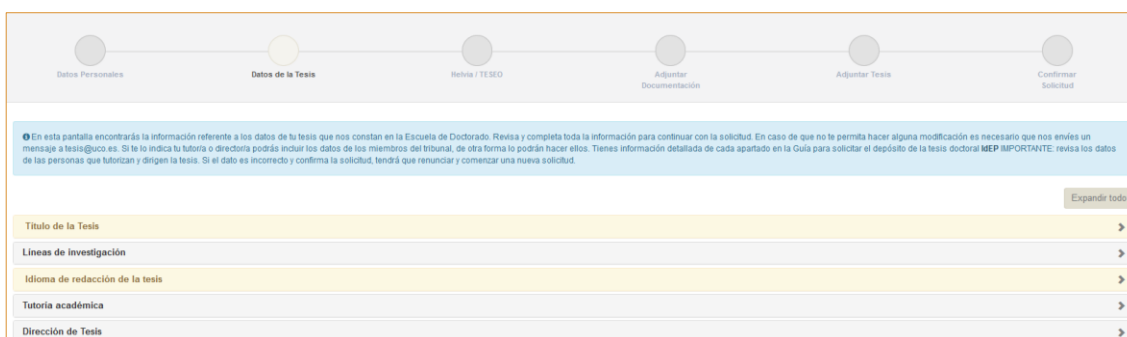 Datos Personales
Datos de la Tesis
Helvia / TESEO
Adjuntar
Documentación
Adjuntar Tesis
Confirmar
Solicitud
En esta pantalla encontrarás la información referente a los datos de tu tesis que nos constan en la Escuela de Doctorado. Revisa y completa toda la información para continuar con la solicitud. En caso de que no te permita hacer alguna modificación es necesario que nos envíes un
mensaje a tesis@uco.es. Si te lo indica tu tutor/a o director/a podrás incluir los datos de los miembros del tribunal, de otra forma lo podrán hacer ellos. Tienes información detallada de cada apartado en la Guía para solicitar el depósito de la tesis doctoral IdEP IMPORTANTE: revisa los datos
de las personas que tutorizan y dirigen la tesis. Si el dato es incorrecto y confirma la solicitud, tendrá que renunciar y comenzar una nueva solicitud.
Expandir todo
Título de la Tesis
Líneas de investigación
Idioma de redacción de la tesis
Tutoría académica
Dirección de Tesis